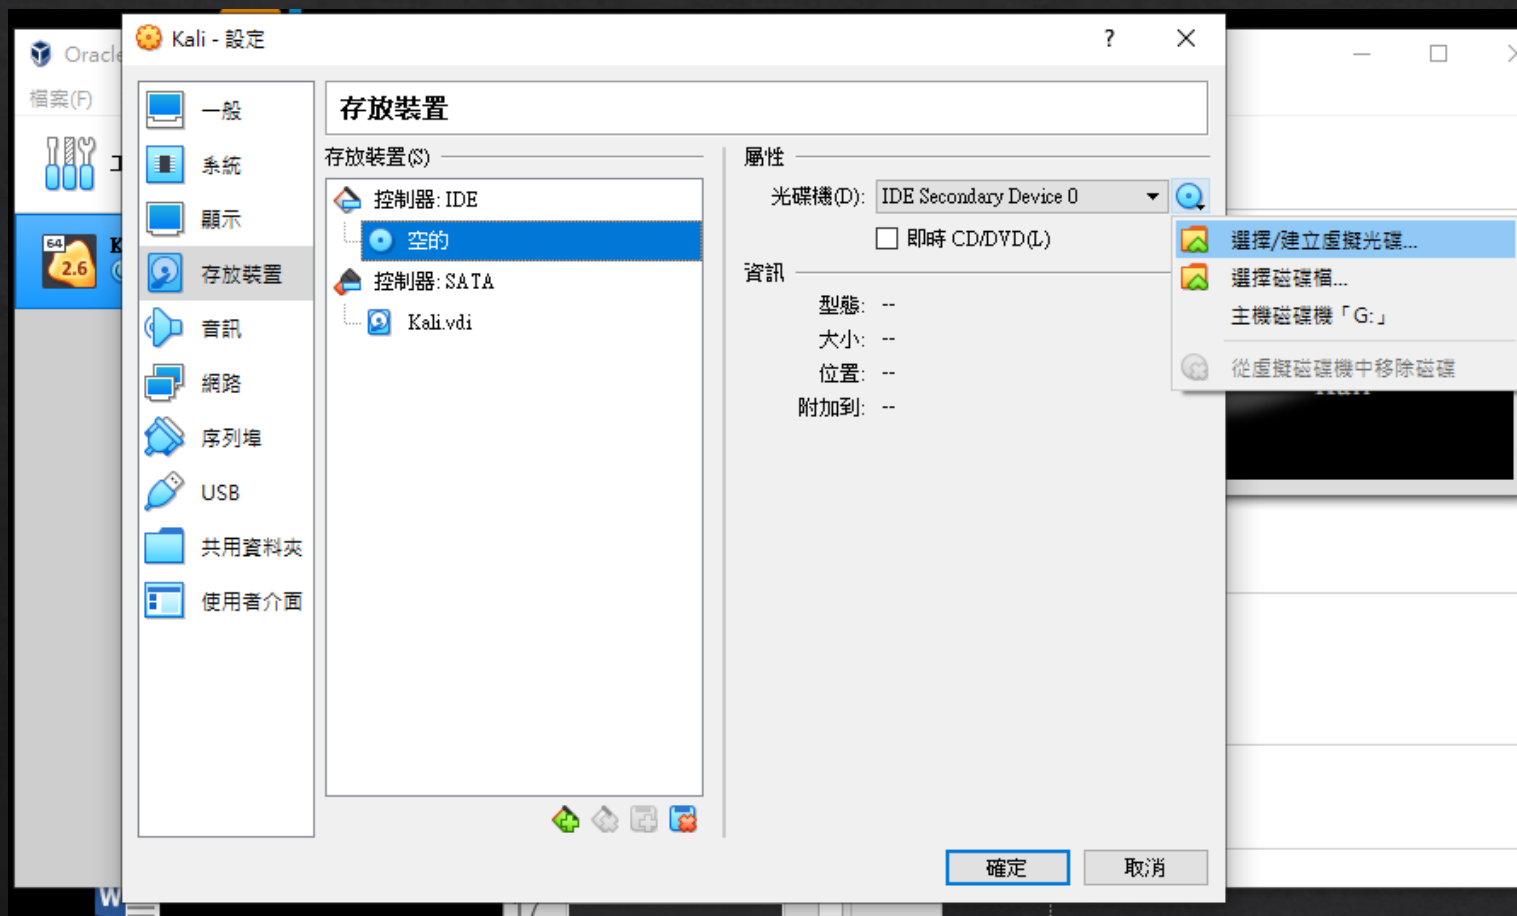 Kali - 設定
?
Oracle
檔案(F)
一般
系統
顯示
存放裝置
音訊
網路
序列埠
USB
共用資料夾
使用者介面
64
2.6
存放裝置
存放裝置(S)
控制器: IDE
空的
控制器: SATA
Kali.vdi
屬性
光碟機(D): IDE Secondary Device 0
即時 CD/DVD(L)
資訊
型態: --
大小: --
位置: --
附加到: --
選擇/建立虛擬光碟...
選擇磁碟檔...
主機磁碟機「G:」
從虛擬磁碟機中移除磁碟
Kali
確定
取消
W